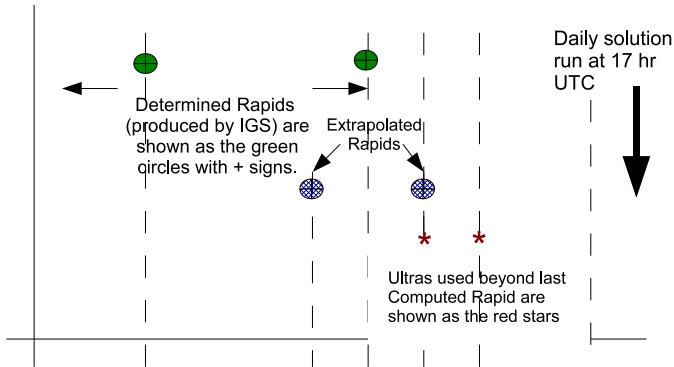 Daily solution
run at 17 hr
UTC
Determined Rapids
(produced by IGS) are
shown as the green
circles with + signs.
Extrapolated
Rapids
Ultras used beyond last
Computed Rapid are
shown as the red stars